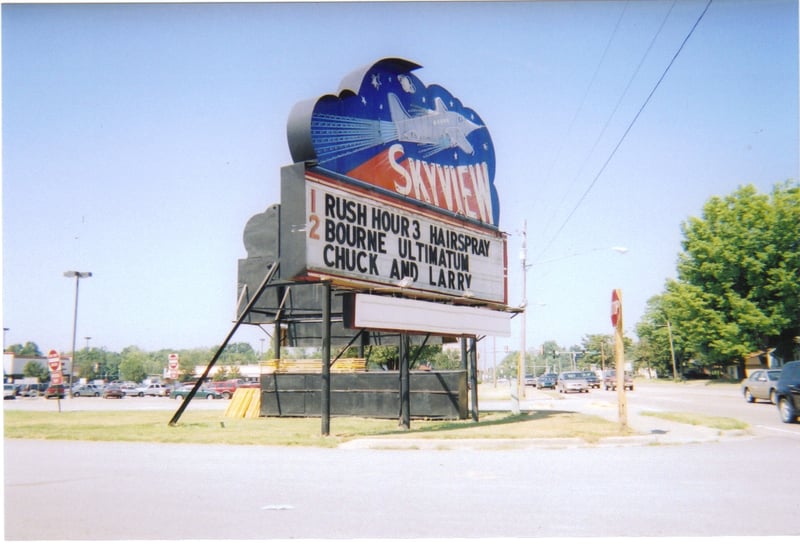 SKYVIEW
1 RUSH HOUR 3 HAIRSPRAY
2 BOURNE ULTIMATUM
CHUCK AND LARRY